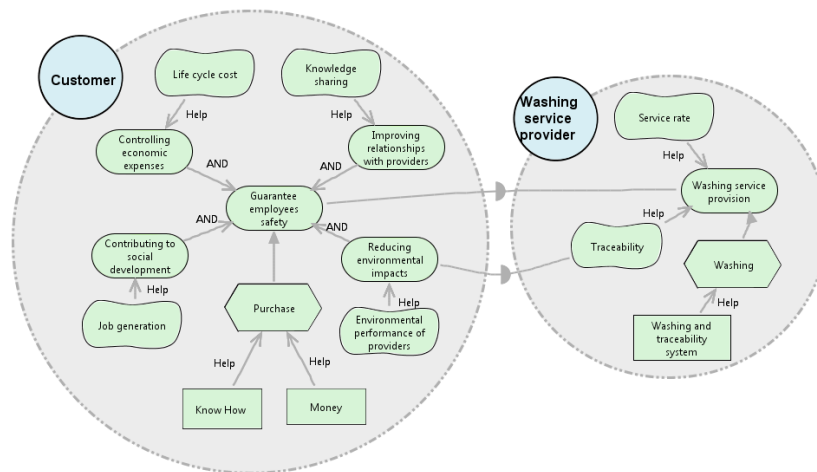 Customer
Life cycle cost
Knowledge
sharing
Help
Help
Controlling
economic
expenses
Improving
relationships
with providers
AND
AND
Guarantee
employees
safety
AND
AND
Contributing to
social
development
Reducing
environmental
impacts
Help
Help
Job generation
Purchase
Environmental
performance of
providers
Help
Help
Know How
Money
Washing
service
provider
Service rate
Help
Washing service
provision
Help
Traceability
Washing
Help
Washing and
traceability
system